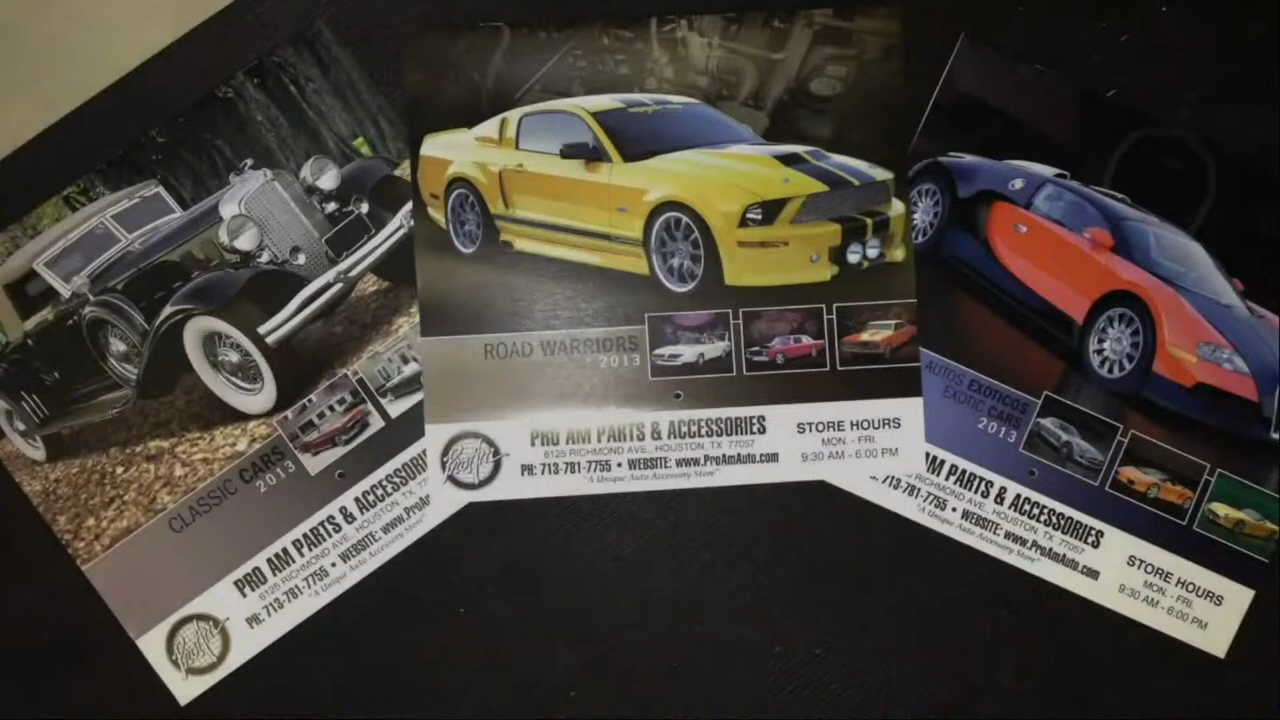 CLASSIC CARS
2013
PRO AM PARTS & ACCESSORI
6125 RICHMOND AVE., HOUSTON, TX 77
PH: 713-781-7755 • WEBSITE: www.ProA
"A Unique Auto Accessory Store"
ROAD WARRIORS
2013
PRO AM PARTS & ACCESSORIES
6125 RICHMOND AVE., HOUSTON, TX 77057
PH: 713-781-7755 • WEBSITE: www.ProAmAuto.com
"A Unique Auto Accessory Store"
STORE HOURS
MON. - FRI.
9:30 AM - 6:00 PM
AUTOS EXOTICOS
EXOTIC CARS
2013
AM PARTS & ACCESSORIES
RICHMOND AVE., HOUSTON, TX 77057
713-781-7755 • WEBSITE: www.ProAmAuto.com
"A Unique Auto Accessory Store"
STORE HOURS
MON. - FRI.
9:30 AM - 6:00 PM